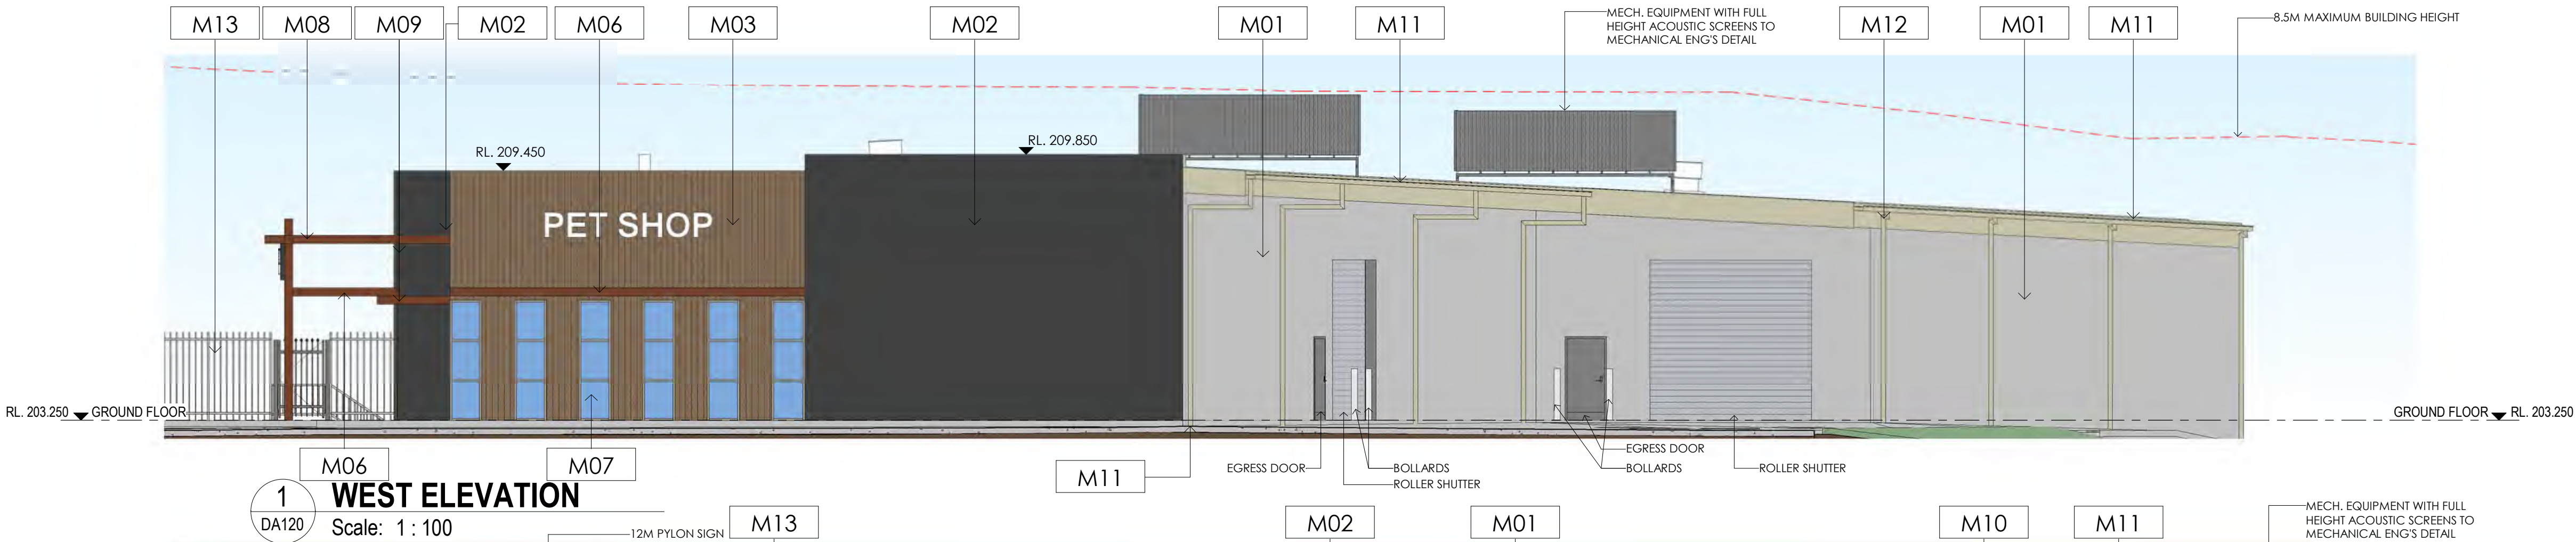 M13
M08
M09
M02
M06
M03
M02
M01
M11
MECH. EQUIPMENT WITH FULL
HEIGHT ACOUSTIC SCREENS TO
MECHANICAL ENG'S DETAIL
M12
M01
M11
8.5M MAXIMUM BUILDING HEIGHT
RL. 209.450
RL. 209.850
PET SHOP
RL. 203.250 GROUND FLOOR
GROUND FLOOR RL. 203.250
M06
M07
M11
EGRESS DOOR
BOLLARDS
ROLLER SHUTTER
EGRESS DOOR
BOLLARDS
ROLLER SHUTTER
1
DA120
WEST ELEVATION
Scale: 1 : 100
12M PYLON SIGN
M13
M02
M01
M10
M11
MECH. EQUIPMENT WITH FULL
HEIGHT ACOUSTIC SCREENS TO
MECHANICAL ENG'S DETAIL